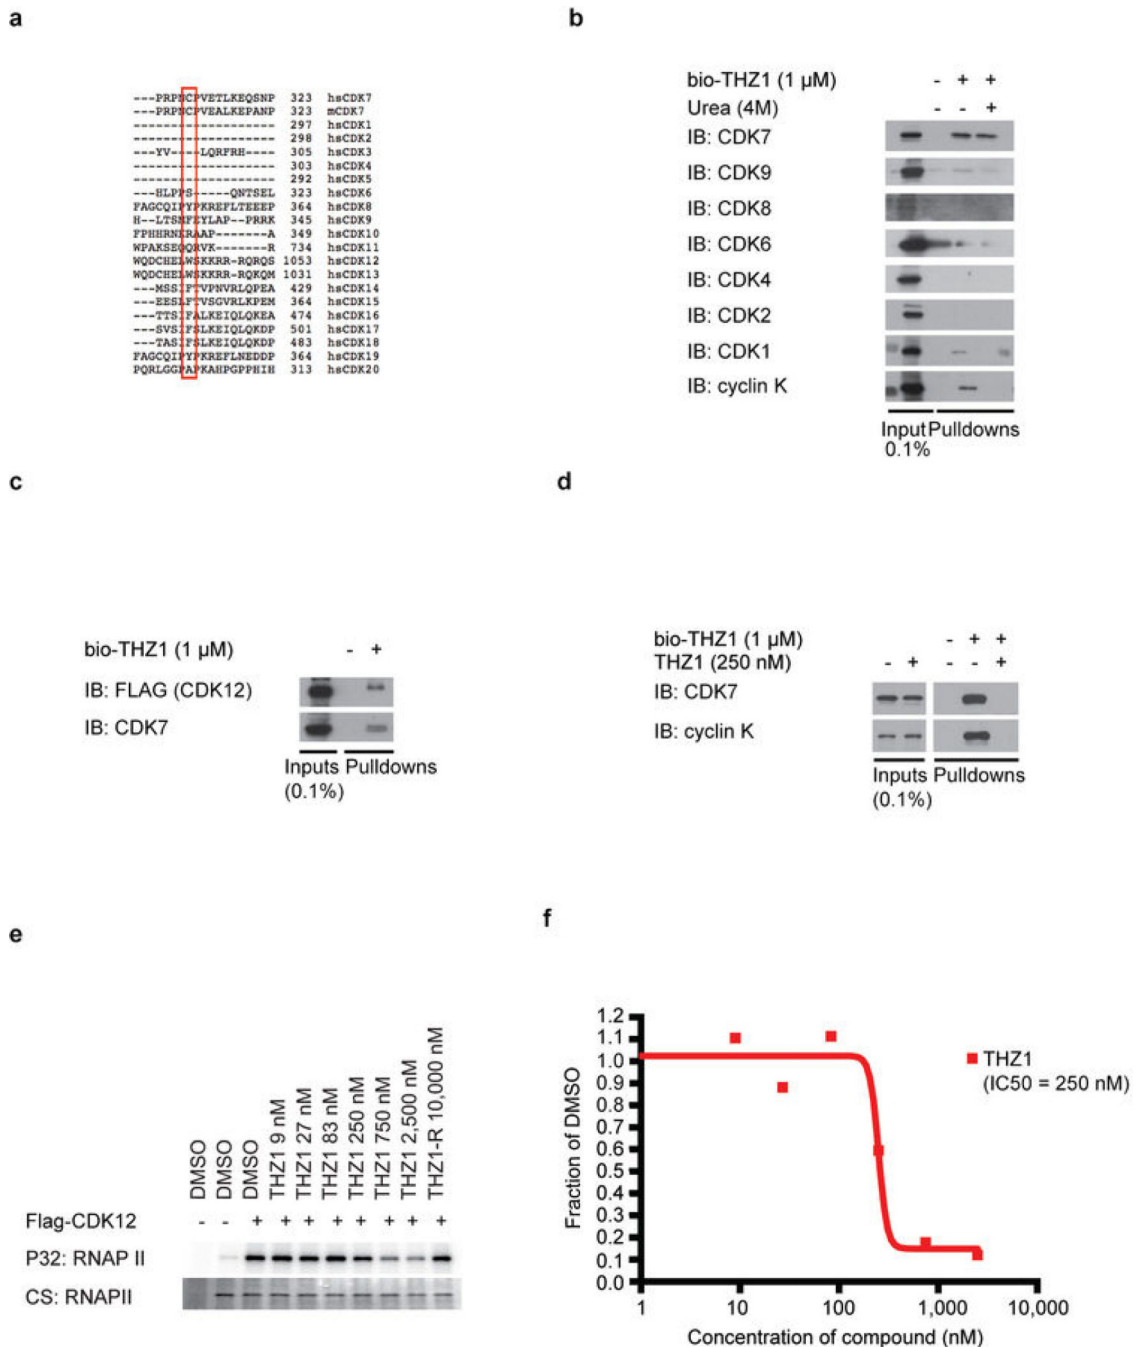 a
---PRPNCPVETLKEQSNP 323 hsCDK7
---PRPNCPVEALKEPANP 323 mCDK7
------------------- 297 hsCDK1
------------------- 298 hsCDK2
---YV----LQRFRH---- 305 hsCDK3
------------------- 303 hsCDK4
------------------- 292 hsCDK5
---HLPPS-----QNTSEL 323 hsCDK6
FAGCQIPYPKREFLTEEEP 364 hsCDK8
H--LTSMFEYLAP--PRRK 345 hsCDK9
FPHHRNKRAAP-------A 349 hsCDK10
WPAKSEQQRVK------R 734 hsCDK11
WQDCHELWSKKRR-RQRQS 1053 hsCDK12
WQDCHELWSKKRR-RQKQM 1031 hsCDK13
---MSSIFTVPNVRLQPEA 429 hsCDK14
---EESLFTVSGVRLKPEM 364 hsCDK15
---TTSIFALKEIQLQKEA 474 hsCDK16
---SVSIFSLKEIQLQKDP 501 hsCDK17
---TASIFSLKEIQLQKDP 483 hsCDK18
FAGCQIPYPKREFLNEDDP 364 hsCDK19
PQRLGGPAPKAHPGPPHIH 313 hsCDK20
b
bio-THZ1 (1 µM) - + +
Urea (4M) - - +
IB: CDK7
IB: CDK9
IB: CDK8
IB: CDK6
IB: CDK4
IB: CDK2
IB: CDK1
IB: cyclin K
Input Pulldowns
0.1%
c
bio-THZ1 (1 µM) - +
IB: FLAG (CDK12)
IB: CDK7
Inputs Pulldowns
(0.1%)
d
bio-THZ1 (1 µM) - + +
THZ1 (250 nM) - + - - +
IB: CDK7
IB: cyclin K
Inputs Pulldowns
(0.1%)
e
DMSO
DMSO
DMSO
THZ1 9 nM
THZ1 27 nM
THZ1 83 nM
THZ1 250 nM
THZ1 750 nM
THZ1 2,500 nM
THZ1-R 10,000 nM
Flag-CDK12 - - + + + + + + + +
P32: RNAP II
CS: RNAPII
f
1.2
1.1
1.0
0.9
0.8
0.7
0.6
0.5
0.4
0.3
0.2
0.1
0.0
Fraction of DMSO
1 10 100 1,000 10,000
Concentration of compound (nM)
THZ1
(IC50 = 250 nM)